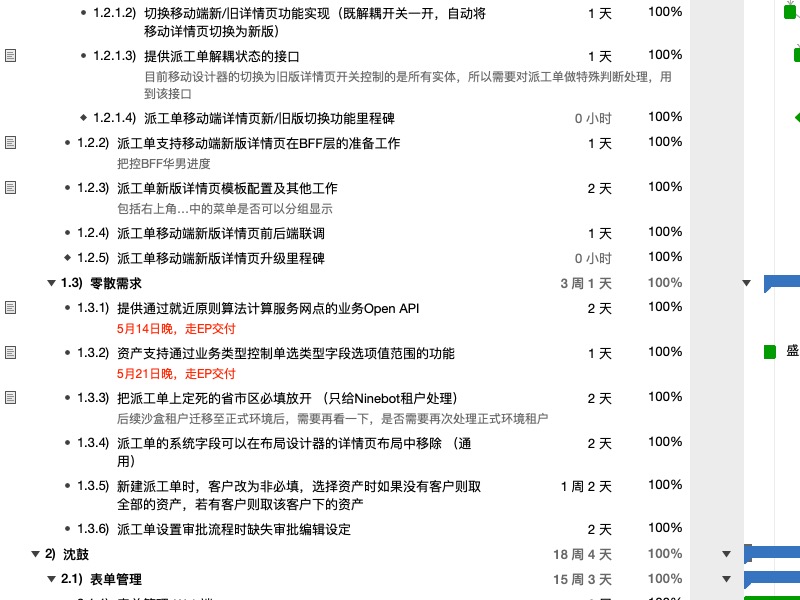 1.2.1.2) 切换移动端新/旧详情页功能实现（既解耦开关一开，自动将 1 天 100%
移动详情页切换为新版）
1.2.1.3) 提供派工单解耦状态的接口 1 天 100%
目前移动设计器的切换为旧版详情页开关控制的是所有实体，所以需要对派工单做特殊判断处理，用
到该接口
1.2.1.4) 派工单移动端详情页新/旧版切换功能里程碑 0 小时 100%
1.2.2) 派工单支持移动端新版详情页在BFF层的准备工作 1 天 100%
把控BFF华男进度
1.2.3) 派工单新版详情页模板配置及其他工作 2 天 100%
包括右上角…中的菜单是否可以分组显示
1.2.4) 派工单移动端新版详情页前后端联调 1 天 100%
1.2.5) 派工单移动端新版详情页升级里程碑 0 小时 100%
1.3) 零散需求 3 周 1 天 100%
1.3.1) 提供通过就近原则算法计算服务网点的业务Open API 2 天 100%
5月14日晚，走EP交付
1.3.2) 资产支持通过业务类型控制单选类型字段选项值范围的功能 1 天 100% 盛
5月21日晚，走EP交付
1.3.3) 把派工单上定死的省市区必填放开 （只给Ninebot租户处理） 2 天 100%
后续沙盒租户迁移至正式环境后，需要再看一下，是否需要再次处理正式环境租户
1.3.4) 派工单的系统字段可以在布局设计器的详情页布局中移除 （通 2 天 100%
用）
1.3.5) 新建派工单时，客户改为非必填，选择资产时如果没有客户则取 1 周 2 天 100%
全部的资产，若有客户则取该客户下的资产
1.3.6) 派工单设置审批流程时缺失审批编辑设定 2 天 100%
2) 沈鼓 18 周 4 天 100%
2.1) 表单管理 15 周 3 天 100%